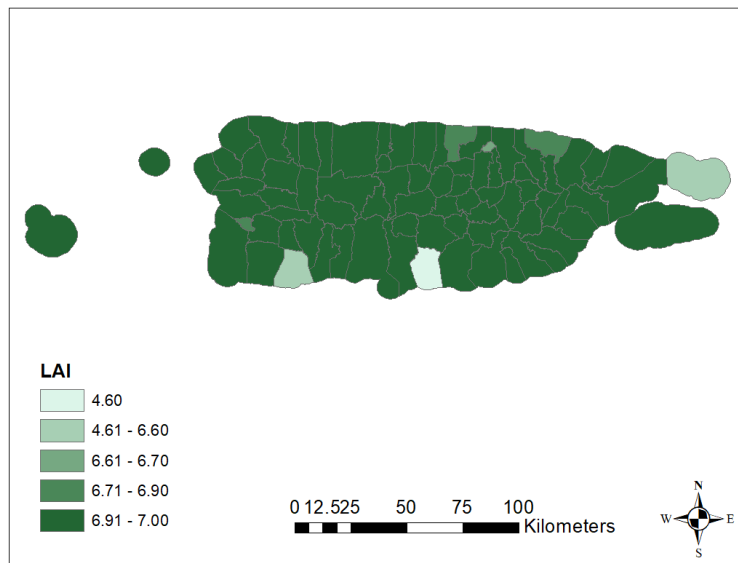 LAI
4.60
4.61 - 6.60
6.61 - 6.70
6.71 - 6.90
6.91 - 7.00
0 12.525 50 75 100
Kilometers
N
W E
S